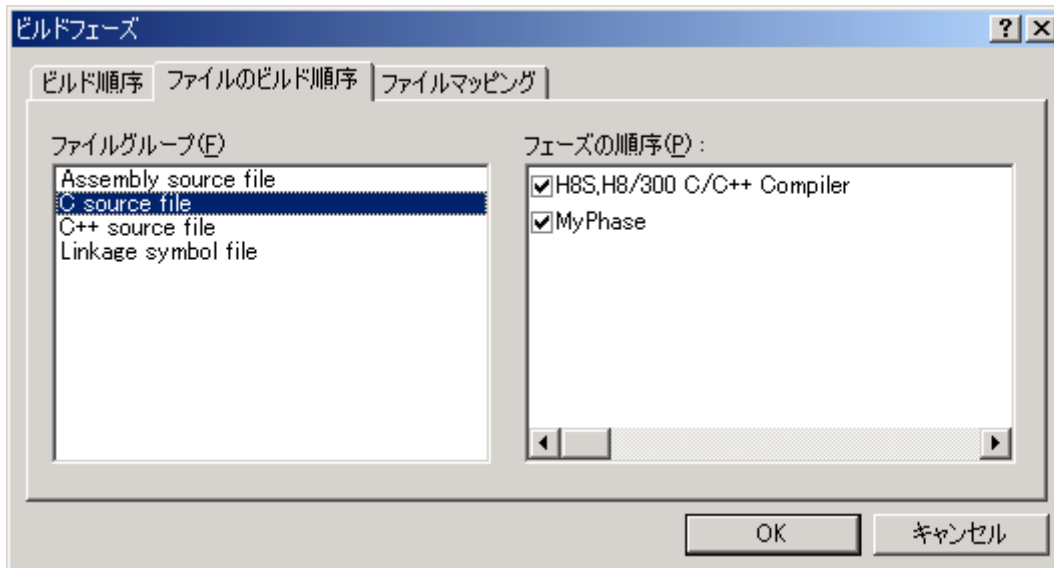 ビルドフェーズ
ビルド順序 ファイルのビルド順序 ファイルマッピング
ファイルグループ(F)
Assembly source file
C source file
C++ source file
Linkage symbol file
フェーズの順序(P):
H8S,H8/300 C/C++ Compiler
MyPhase
OK キャンセル